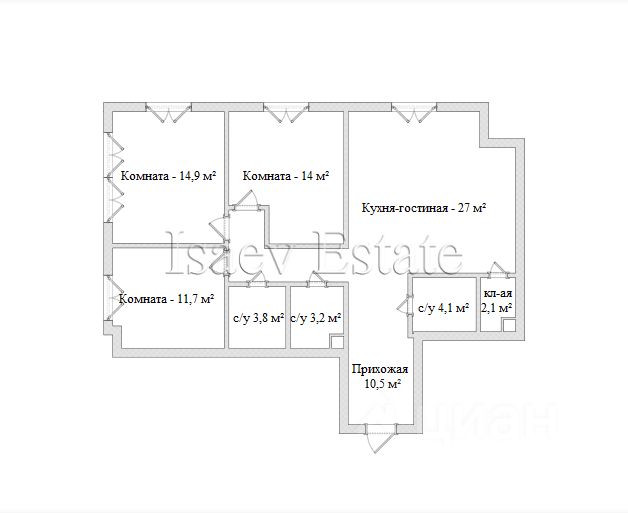 Комната - 14,9 м²
Комната - 14 м²
Кухня-гостиная - 27 м²
Isaev Estate
Комната - 11,7 м²
с/у 3,8 м²
с/у 3,2 м²
с/у 4,1 м²
кл-ая
2,1 м²
Прихожая
10,5 м²
циан